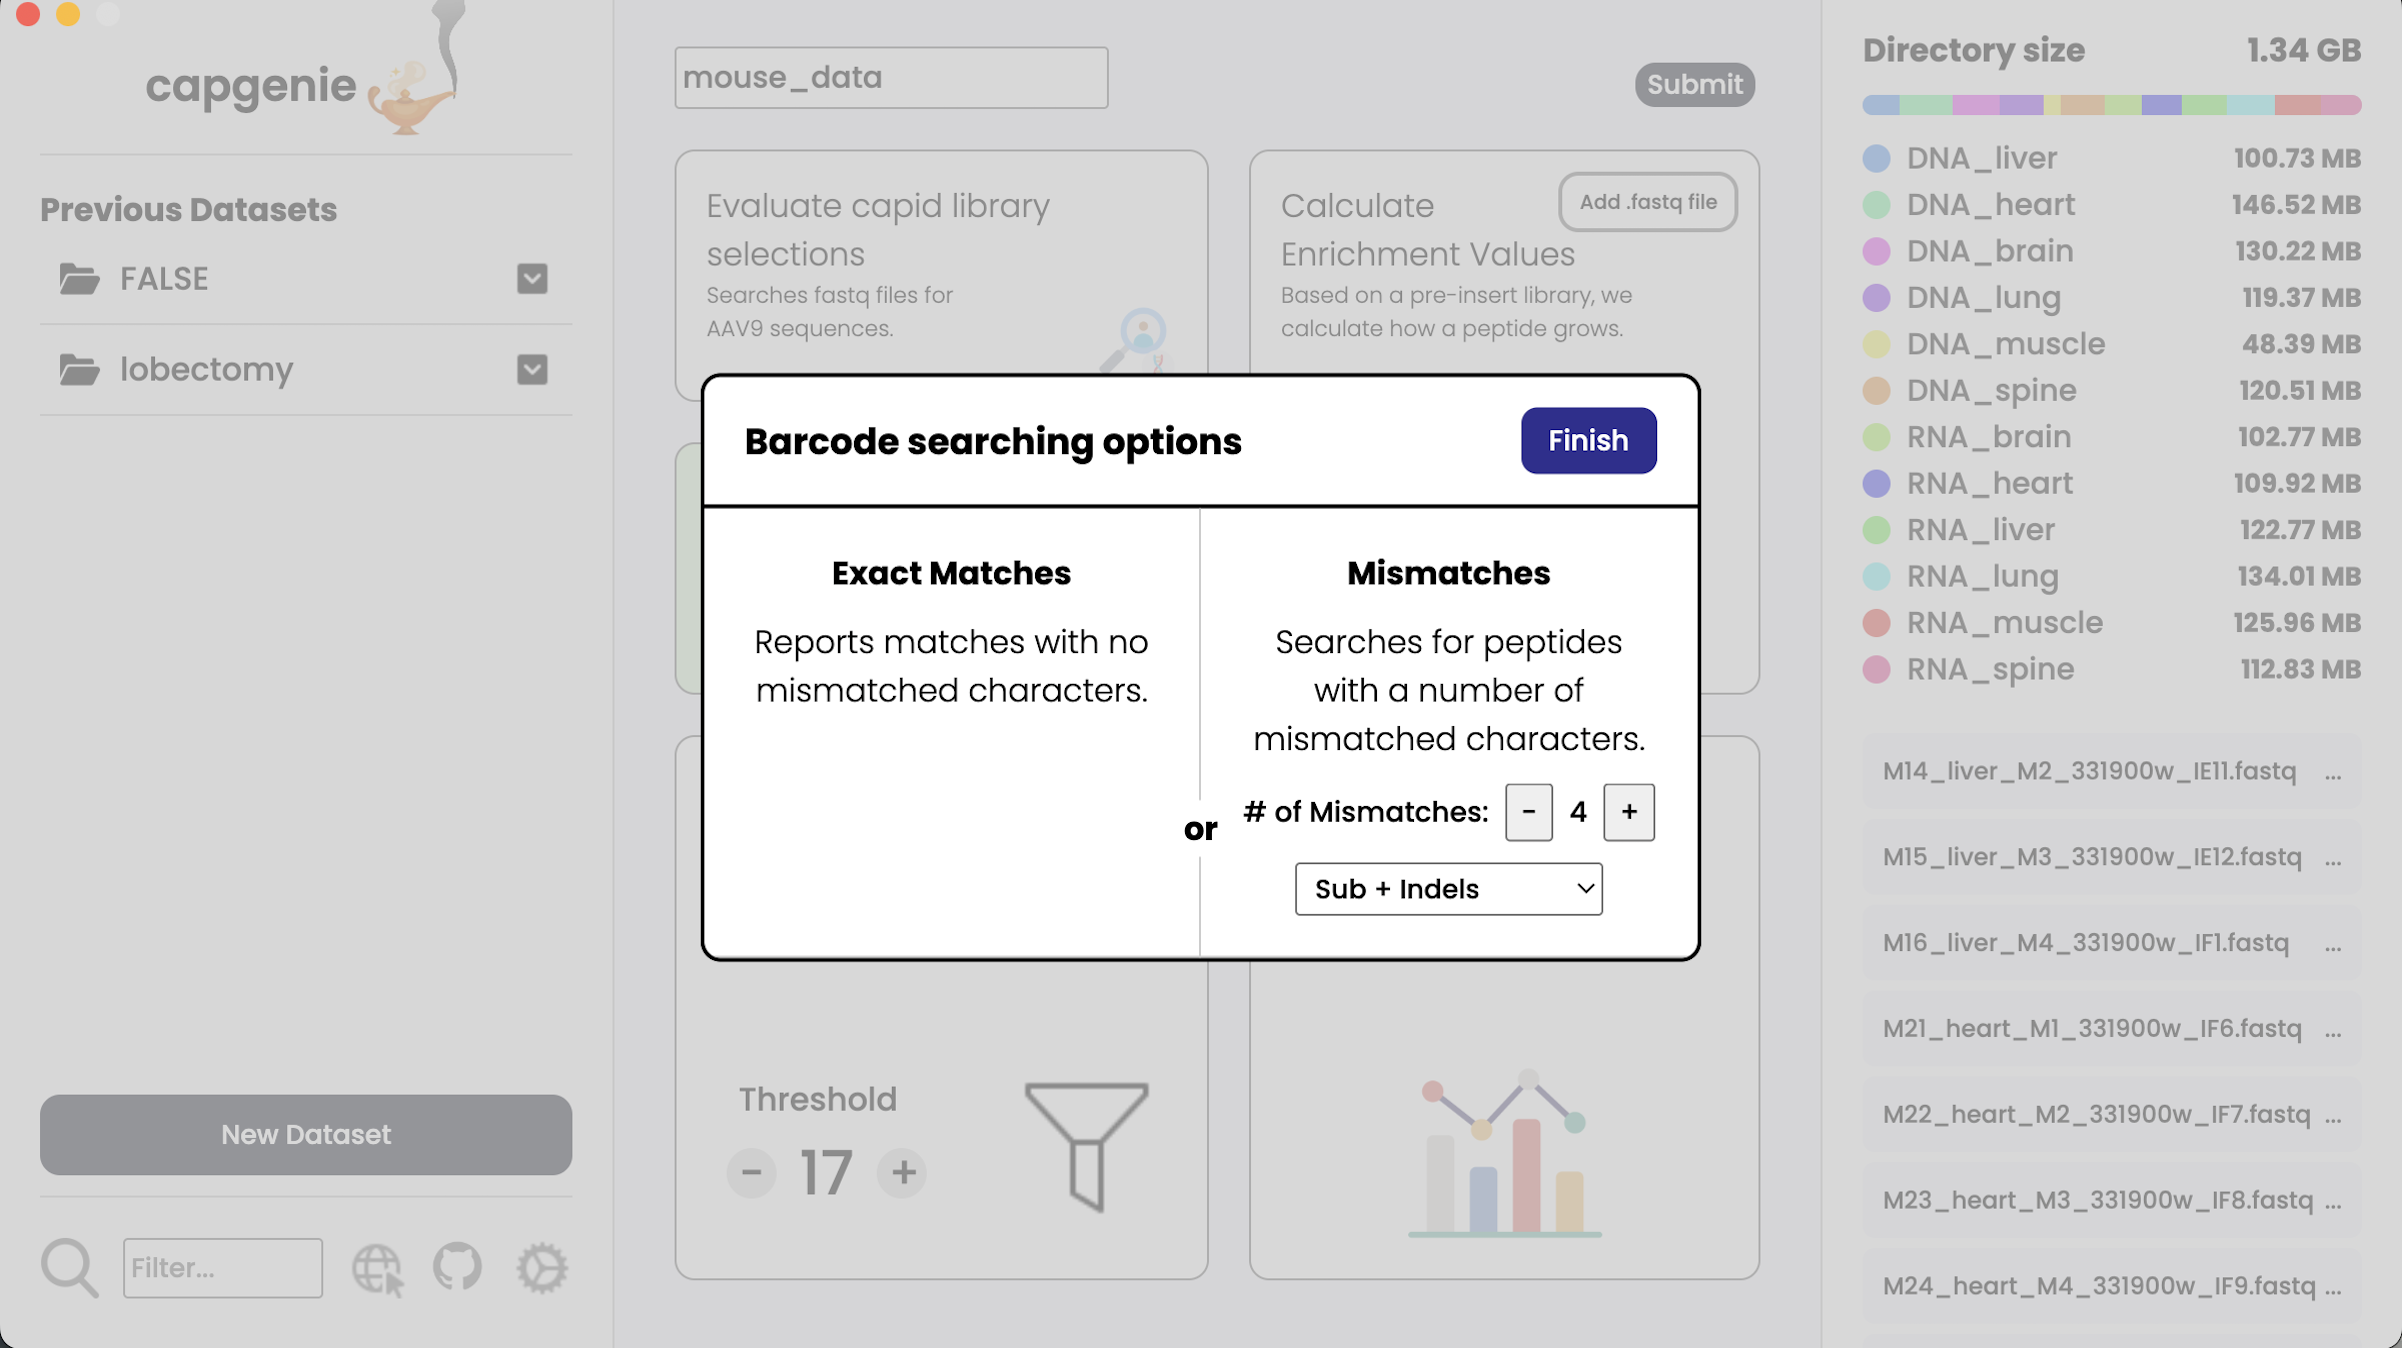 capgenie
Previous Datasets
FALSE
lobectomy
New Dataset
Filter...
mouse_data
Submit
Evaluate capid library
selections
Searches fastq files for
AAV9 sequences.
Calculate
Enrichment Values
Add .fastq file
Based on a pre-insert library, we
calculate how a peptide grows.
Barcode searching options
Finish
Exact Matches
Reports matches with no
mismatched characters.
or
Mismatches
Searches for peptides
with a number of
mismatched characters.
# of Mismatches: - 4 +
Sub + Indels
Threshold
- 17 +
Directory size 1.34 GB
DNA_liver 100.73 MB
DNA_heart 146.52 MB
DNA_brain 130.22 MB
DNA_lung 119.37 MB
DNA_muscle 48.39 MB
DNA_spine 120.51 MB
RNA_brain 102.77 MB
RNA_heart 109.92 MB
RNA_liver 122.77 MB
RNA_lung 134.01 MB
RNA_muscle 125.96 MB
RNA_spine 112.83 MB
M14_liver_M2_331900w_IE11.fastq ...
M15_liver_M3_331900w_IE12.fastq ...
M16_liver_M4_331900w_IF1.fastq ...
M21_heart_M1_331900w_IF6.fastq ...
M22_heart_M2_331900w_IF7.fastq ...
M23_heart_M3_331900w_IF8.fastq ...
M24_heart_M4_331900w_IF9.fastq ...